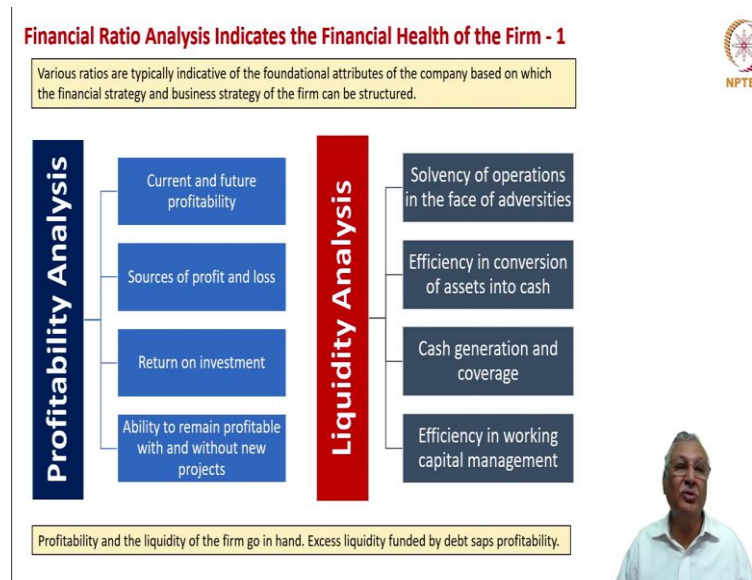 Financial Ratio Analysis Indicates the Financial Health of the Firm - 1
Various ratios are typically indicative of the foundational attributes of the company based on which
the financial strategy and business strategy of the firm can be structured.
NPTE
Profitability Analysis
Current and future
profitability
Sources of profit and loss
Return on investment
Ability to remain profitable
with and without new
projects
Liquidity Analysis
Solvency of operations
in the face of adversities
Efficiency in conversion
of assets into cash
Cash generation and
coverage
Efficiency in working
capital management
Profitability and the liquidity of the firm go in hand. Excess liquidity funded by debt saps profitability.